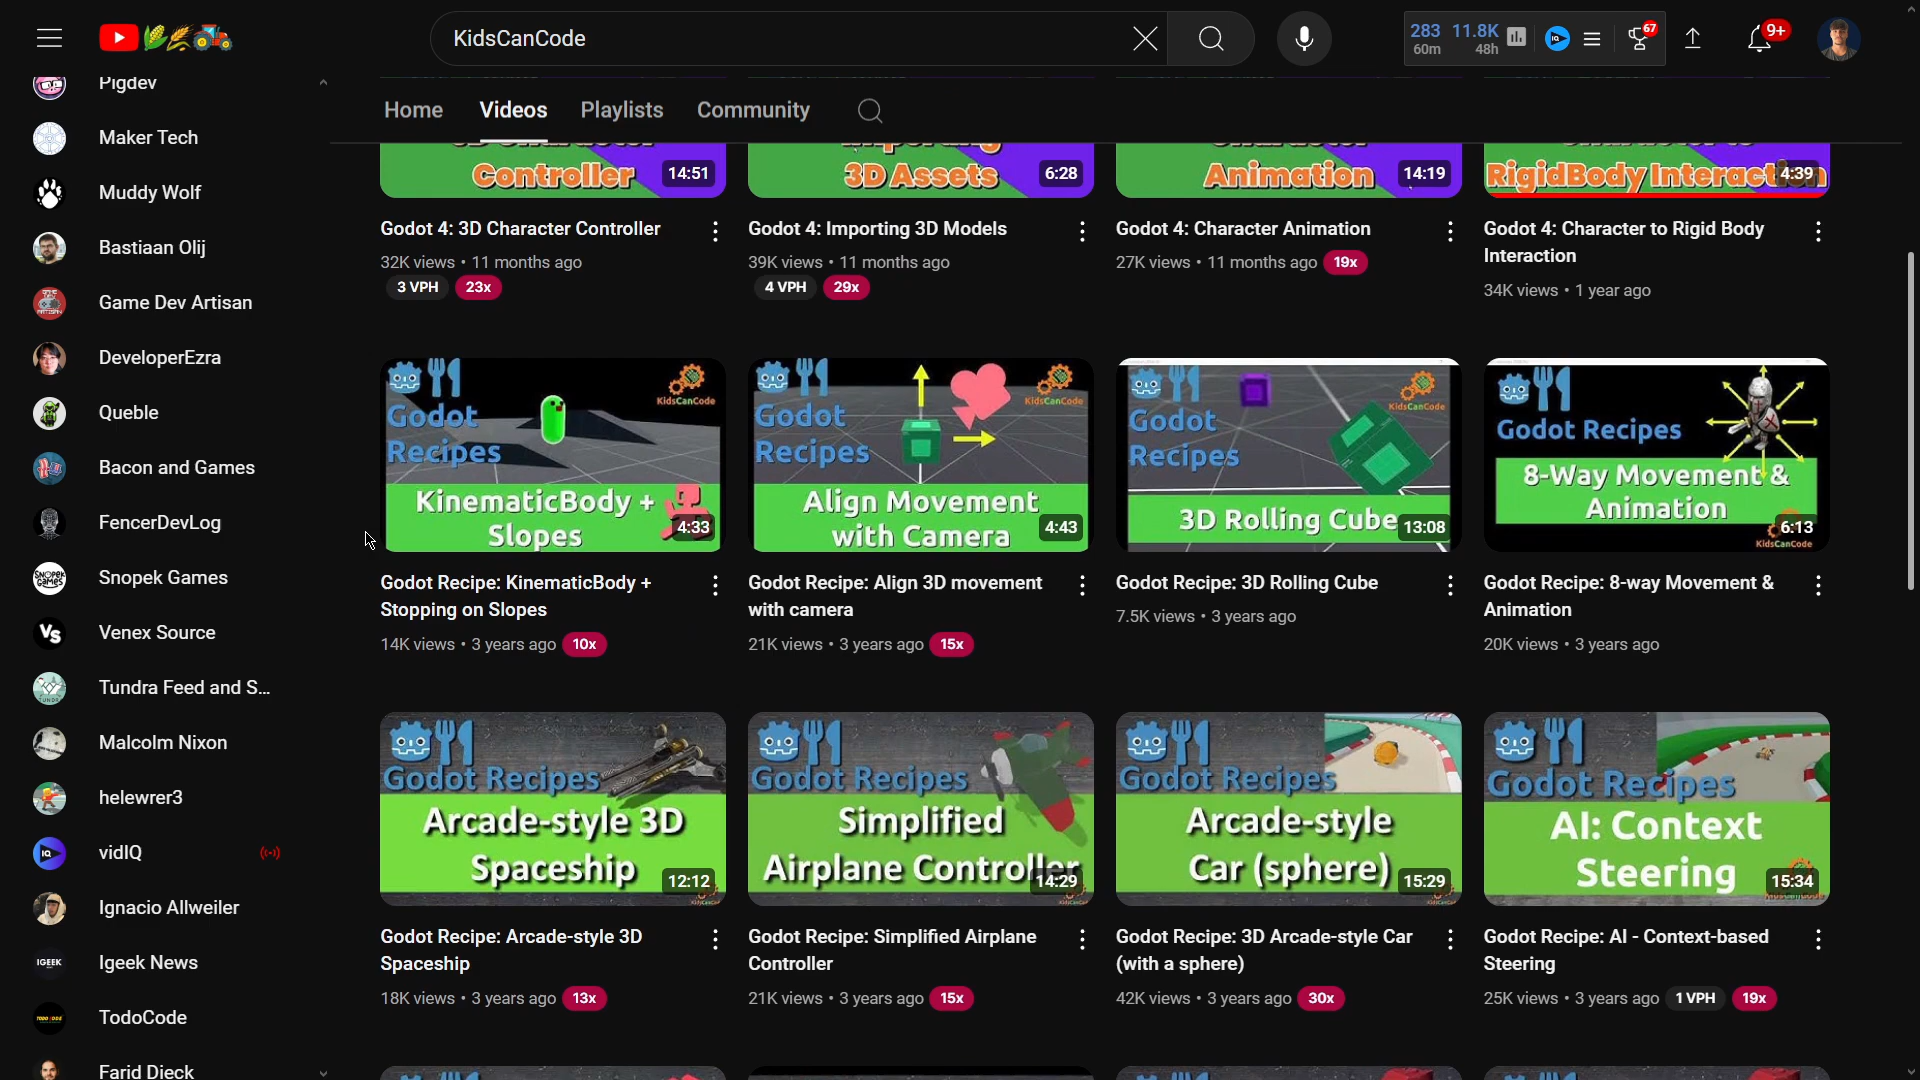 KidsCanCode
283 11.8K
60m 48h
67
9+
Pigdev
Maker Tech
Muddy Wolf
Bastiaan Olij
Game Dev Artisan
DeveloperEzra
Queble
Bacon and Games
FencerDevLog
Snopek Games
Venex Source
Tundra Feed and S...
Malcolm Nixon
helewrer3
vidIQ
Ignacio Allweiler
Igeek News
TodoCode
Farid Dieck
Home Videos Playlists Community
Controller 14:51
Godot 4: 3D Character Controller
32K views • 11 months ago
3 VPH 23x
3D Assets 6:28
Godot 4: Importing 3D Models
39K views • 11 months ago
4 VPH 29x
Animation 14:19
Godot 4: Character Animation
27K views • 11 months ago 19x
RigidBody Interaction 4:39
Godot 4: Character to Rigid Body
Interaction
34K views • 1 year ago
Godot
Recipes
KidsCanCode
KinematicBody +
Slopes
4:33
Godot Recipe: KinematicBody +
Stopping on Slopes
14K views • 3 years ago 10x
Godot
Recipes
KidsCanCode
Align Movement
with Camera
4:43
Godot Recipe: Align 3D movement
with camera
21K views • 3 years ago 15x
Godot
Recipes
KidsCanCode
3D Rolling Cube
13:08
Godot Recipe: 3D Rolling Cube
7.5K views • 3 years ago
Godot Recipes
8-Way Movement &
Animation
6:13
KidsCanCode
Godot Recipe: 8-way Movement &
Animation
20K views • 3 years ago
Godot Recipes
Arcade-style 3D
Spaceship
12:12
Godot Recipe: Arcade-style 3D
Spaceship
18K views • 3 years ago 13x
Godot Recipes
Simplified
Airplane Controller
14:29
Godot Recipe: Simplified Airplane
Controller
21K views • 3 years ago 15x
Godot Recipes
Arcade-style
Car (sphere)
15:29
Godot Recipe: 3D Arcade-style Car
(with a sphere)
42K views • 3 years ago 30x
Godot Recipes
AI: Context
Steering
15:34
Godot Recipe: AI - Context-based
Steering
25K views • 3 years ago 1 VPH 19x